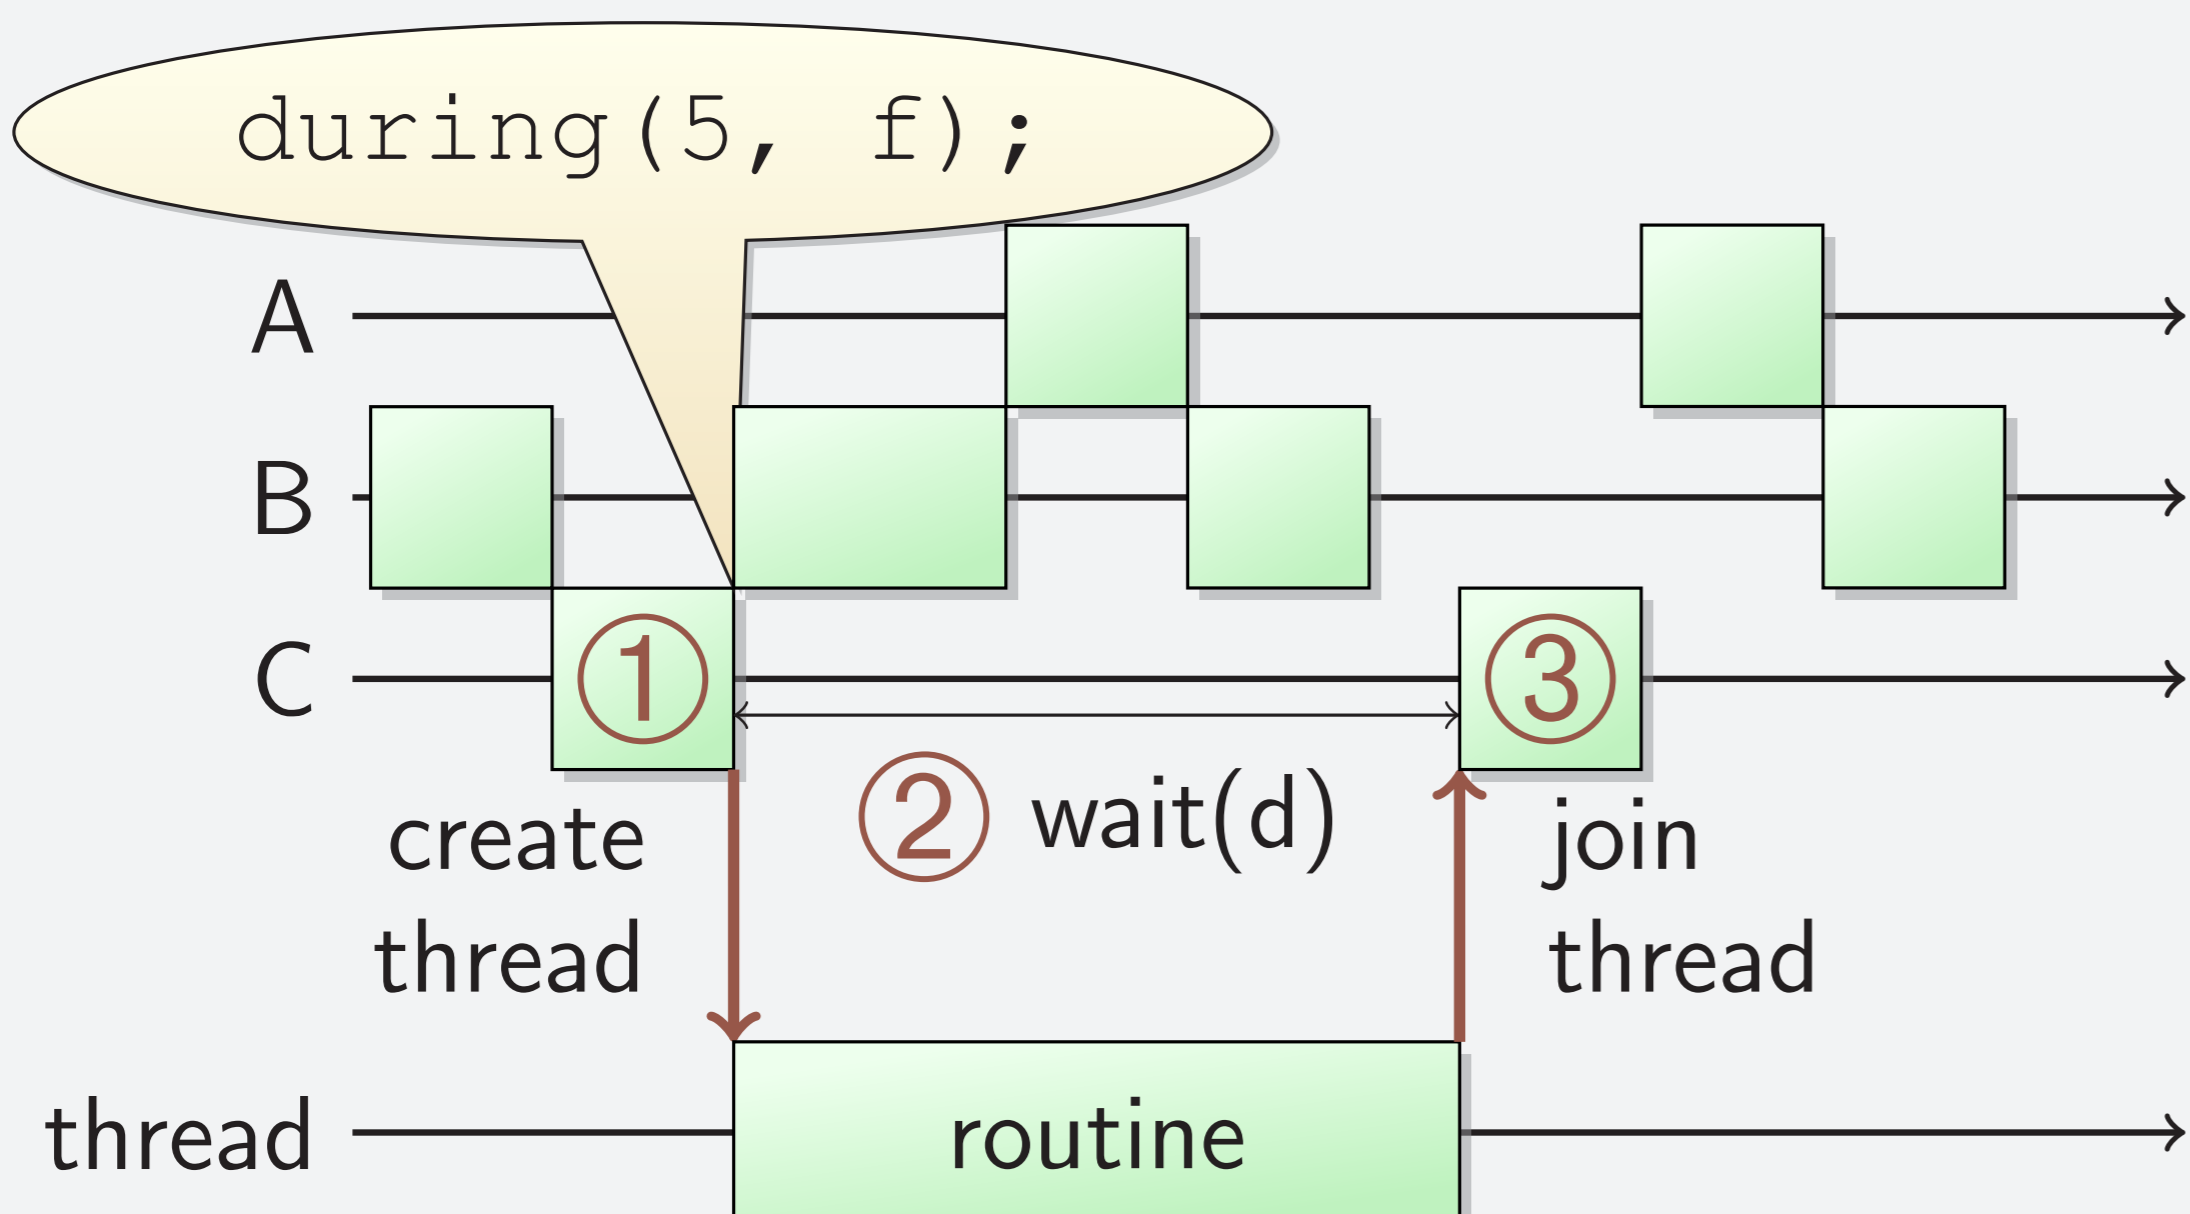 during(5, f);
A
B
C
①
③
② wait(d)
create
thread
join
thread
thread
routine